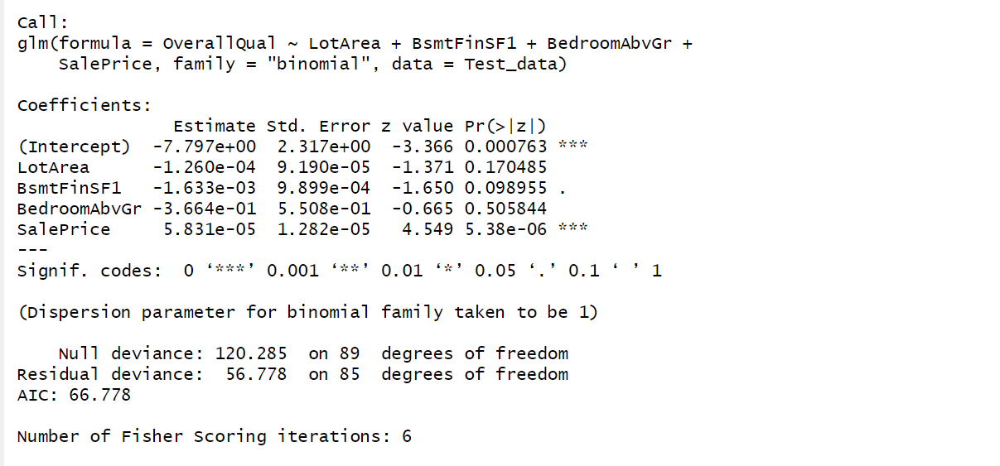 Call:
glm(formula = OverallQual ~ LotArea + BsmtFinSF1 + BedroomAbvGr +
    SalePrice, family = "binomial", data = Test_data)

Coefficients:
               Estimate Std. Error z value Pr(>|z|)
(Intercept)  -7.797e+00  2.317e+00  -3.366 0.000763 ***
LotArea      -1.260e-04  9.190e-05  -1.371 0.170485
BsmtFinSF1   -1.633e-03  9.899e-04  -1.650 0.098955 .
BedroomAbvGr -3.664e-01  5.508e-01  -0.665 0.505844
SalePrice     5.831e-05  1.282e-05   4.549 5.38e-06 ***
---
Signif. codes:  0 ‘***’ 0.001 ‘**’ 0.01 ‘*’ 0.05 ‘.’ 0.1 ‘ ’ 1

(Dispersion parameter for binomial family taken to be 1)

    Null deviance: 120.285  on 89  degrees of freedom
Residual deviance:  56.778  on 85  degrees of freedom
AIC: 66.778

Number of Fisher Scoring iterations: 6